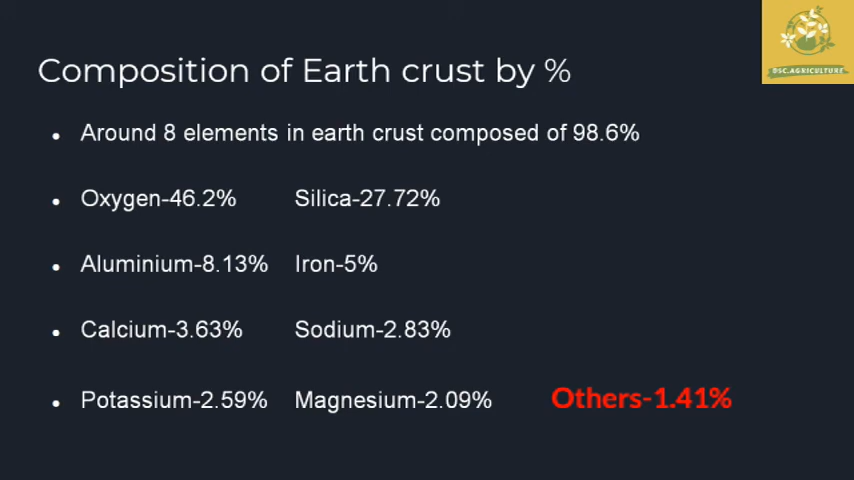 DSC.AGRICULTURE
Composition of Earth crust by %
• Around 8 elements in earth crust composed of 98.6%
• Oxygen-46.2% Silica-27.72%
• Aluminium-8.13% Iron-5%
• Calcium-3.63% Sodium-2.83%
• Potassium-2.59% Magnesium-2.09% Others-1.41%